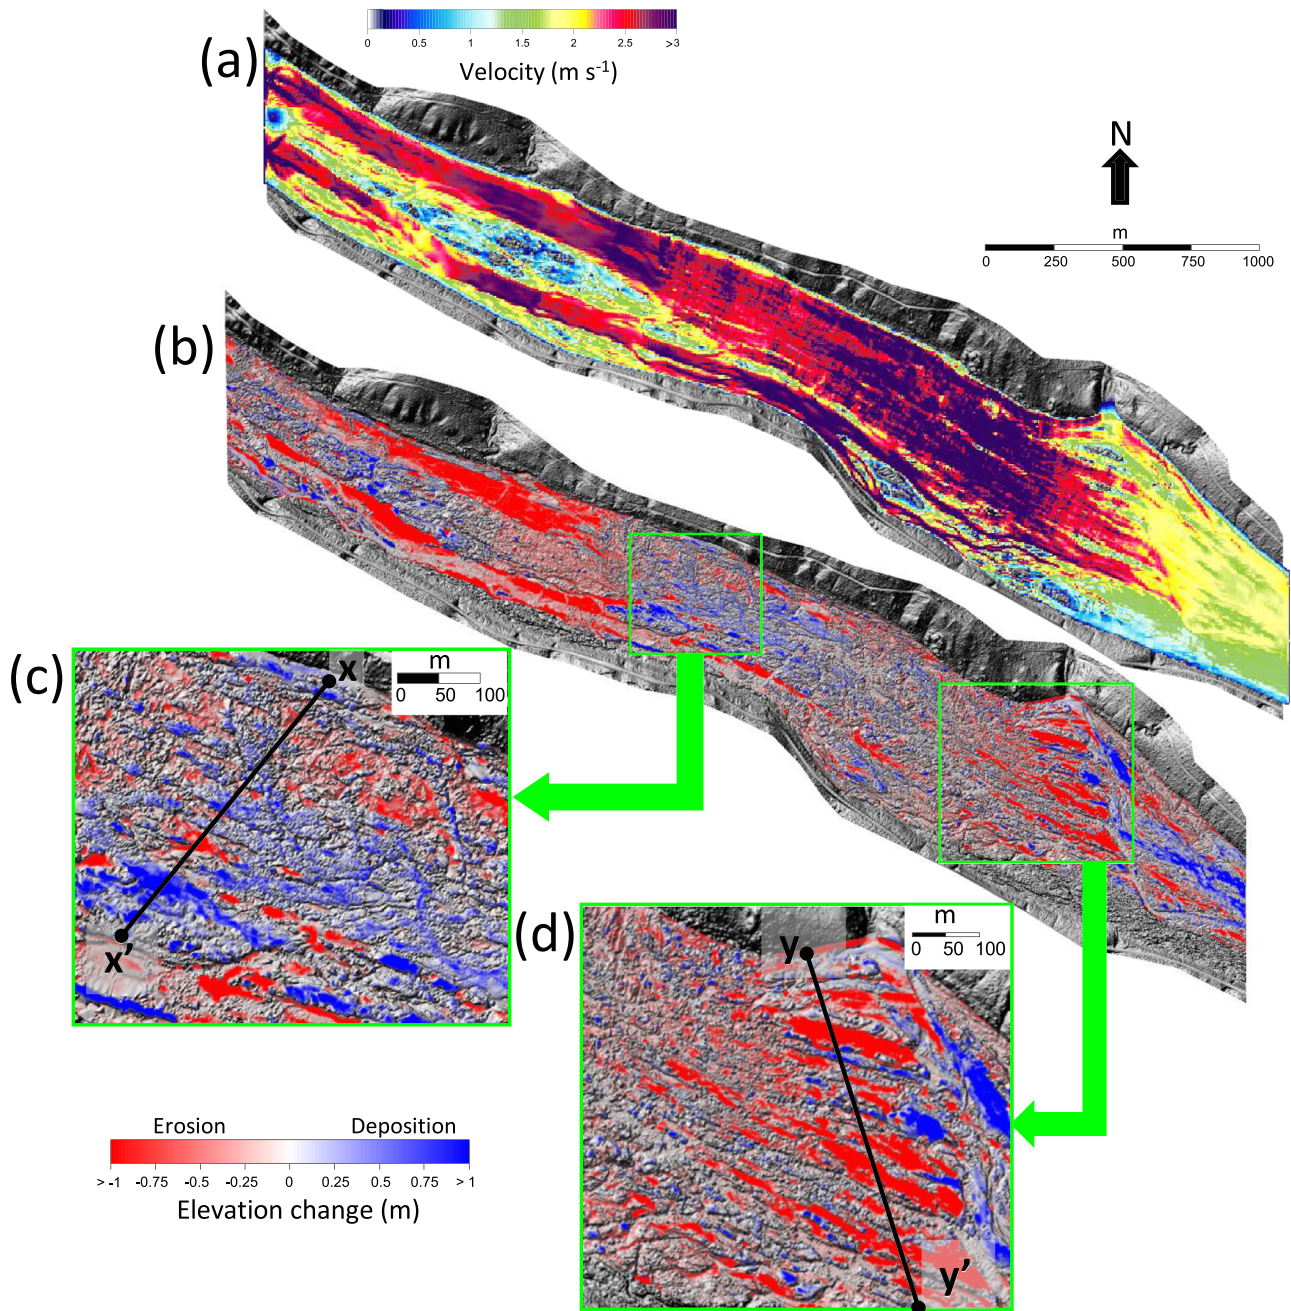 (a)
0 0.5 1 1.5 2 2.5 >3
Velocity (m s⁻¹)
N
m
0 250 500 750 1000
(b)
(c)
x
m
0 50 100
x'
(d)
y
m
0 50 100
y'
Erosion Deposition
> -1 -0.75 -0.5 -0.25 0 0.25 0.5 0.75 > 1
Elevation change (m)